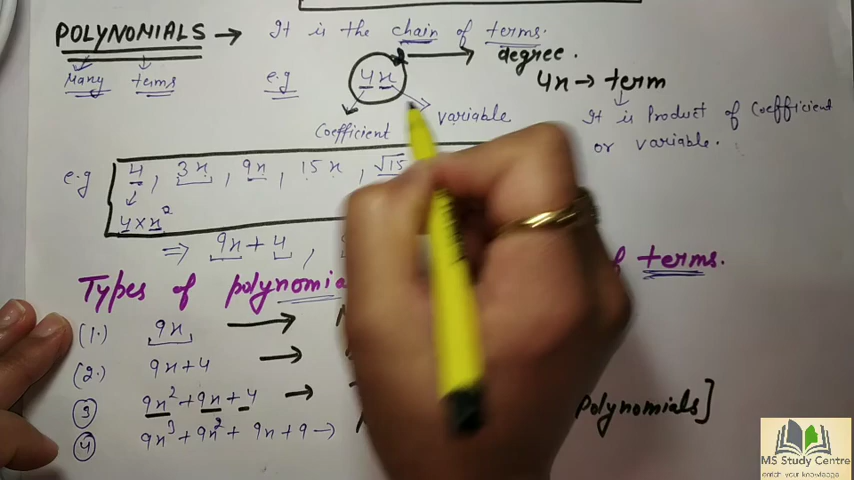 POLYNOMIALS → It is the chain of terms.
Many terms
e.g 4x → degree.
Coefficient
variable
4x → term
It is Product of Coefficient
or variable.
e.g 4, 3x, 9x, 15x, √15
4×x²
⇒ 9x + 4,
Types of polynomia
terms.
(1.) 9x →
(2.) 9x+4 →
(3) 9x² + 9x + 4 →
(4) 9x³ + 9x² + 9x + 9 →
Polynomials]
MS Study Centre
enrich your knowledge